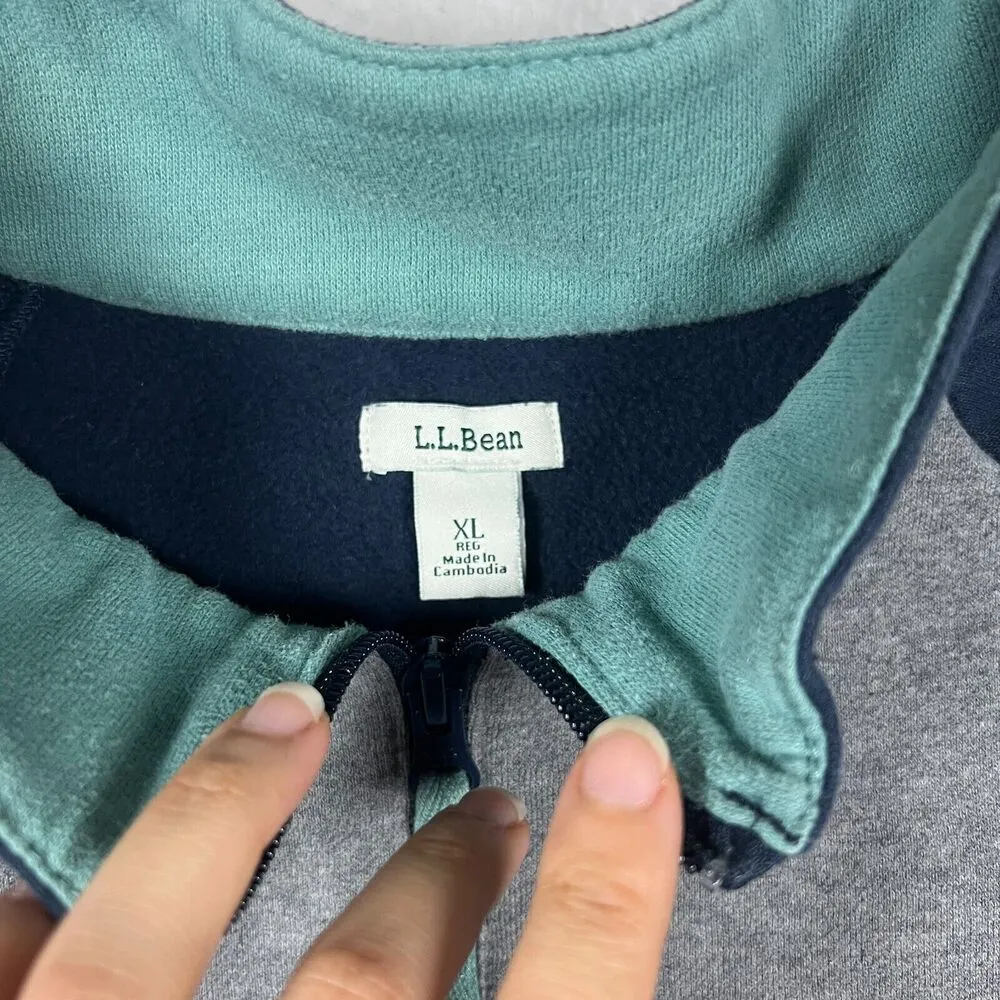 L.L.Bean
XL
REG
Made In
Cambodia